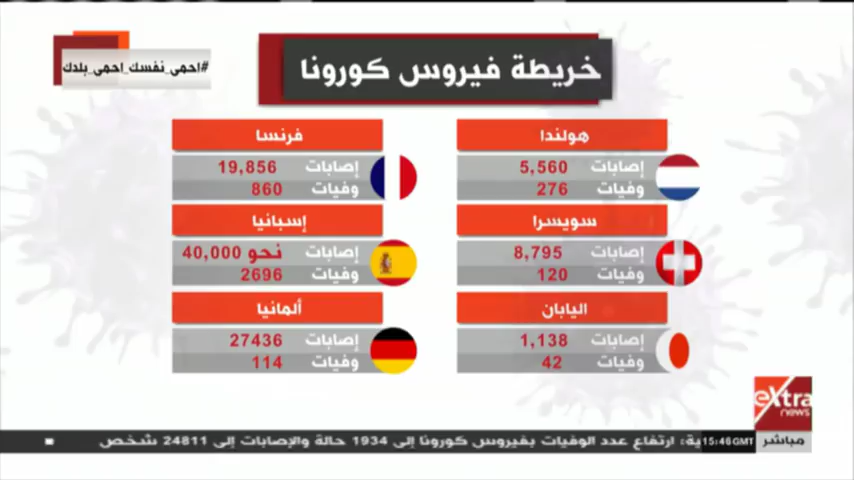 خريطة فيروس كورونا
#احمى_نفسك_احمى_بلدك
هولندا
إصابات 5,560
وفيات 276
فرنسا
إصابات 19,856
وفيات 860
سويسرا
إصابات 8,795
وفيات 120
إسبانيا
إصابات نحو 40,000
وفيات 2696
اليابان
إصابات 1,138
وفيات 42
ألمانيا
إصابات 27436
وفيات 114
eXtra
news
مباشر
15:46GMT
ية: ارتفاع عدد الوفيات بفيروس كورونا إلى 1934 حالة والإصابات إلى 24811 شخص